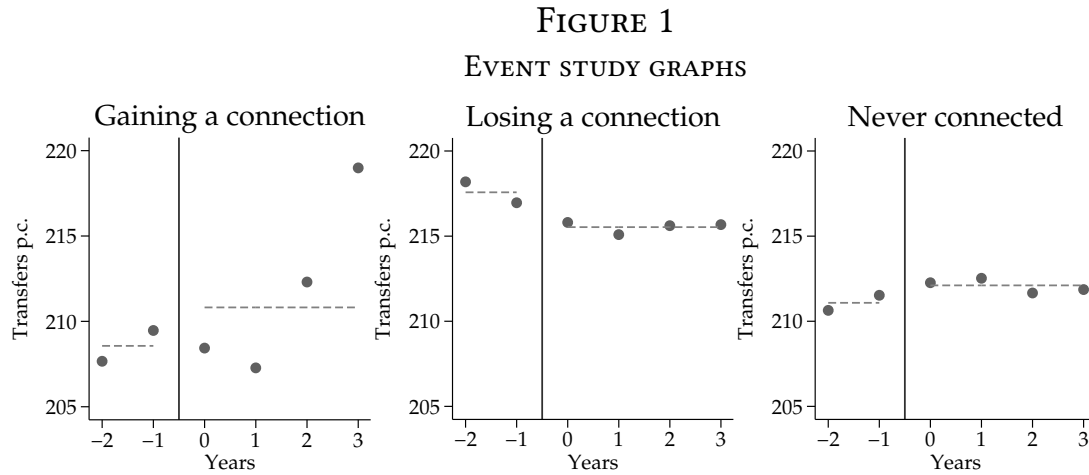 FIGURE 1
EVENT STUDY GRAPHS
Gaining a connection
Transfers p.c.
220
215
210
205
−2 −1 0 1 2 3
Years
Losing a connection
Transfers p.c.
220
215
210
205
−2 −1 0 1 2 3
Years
Never connected
Transfers p.c.
220
215
210
205
−2 −1 0 1 2 3
Years